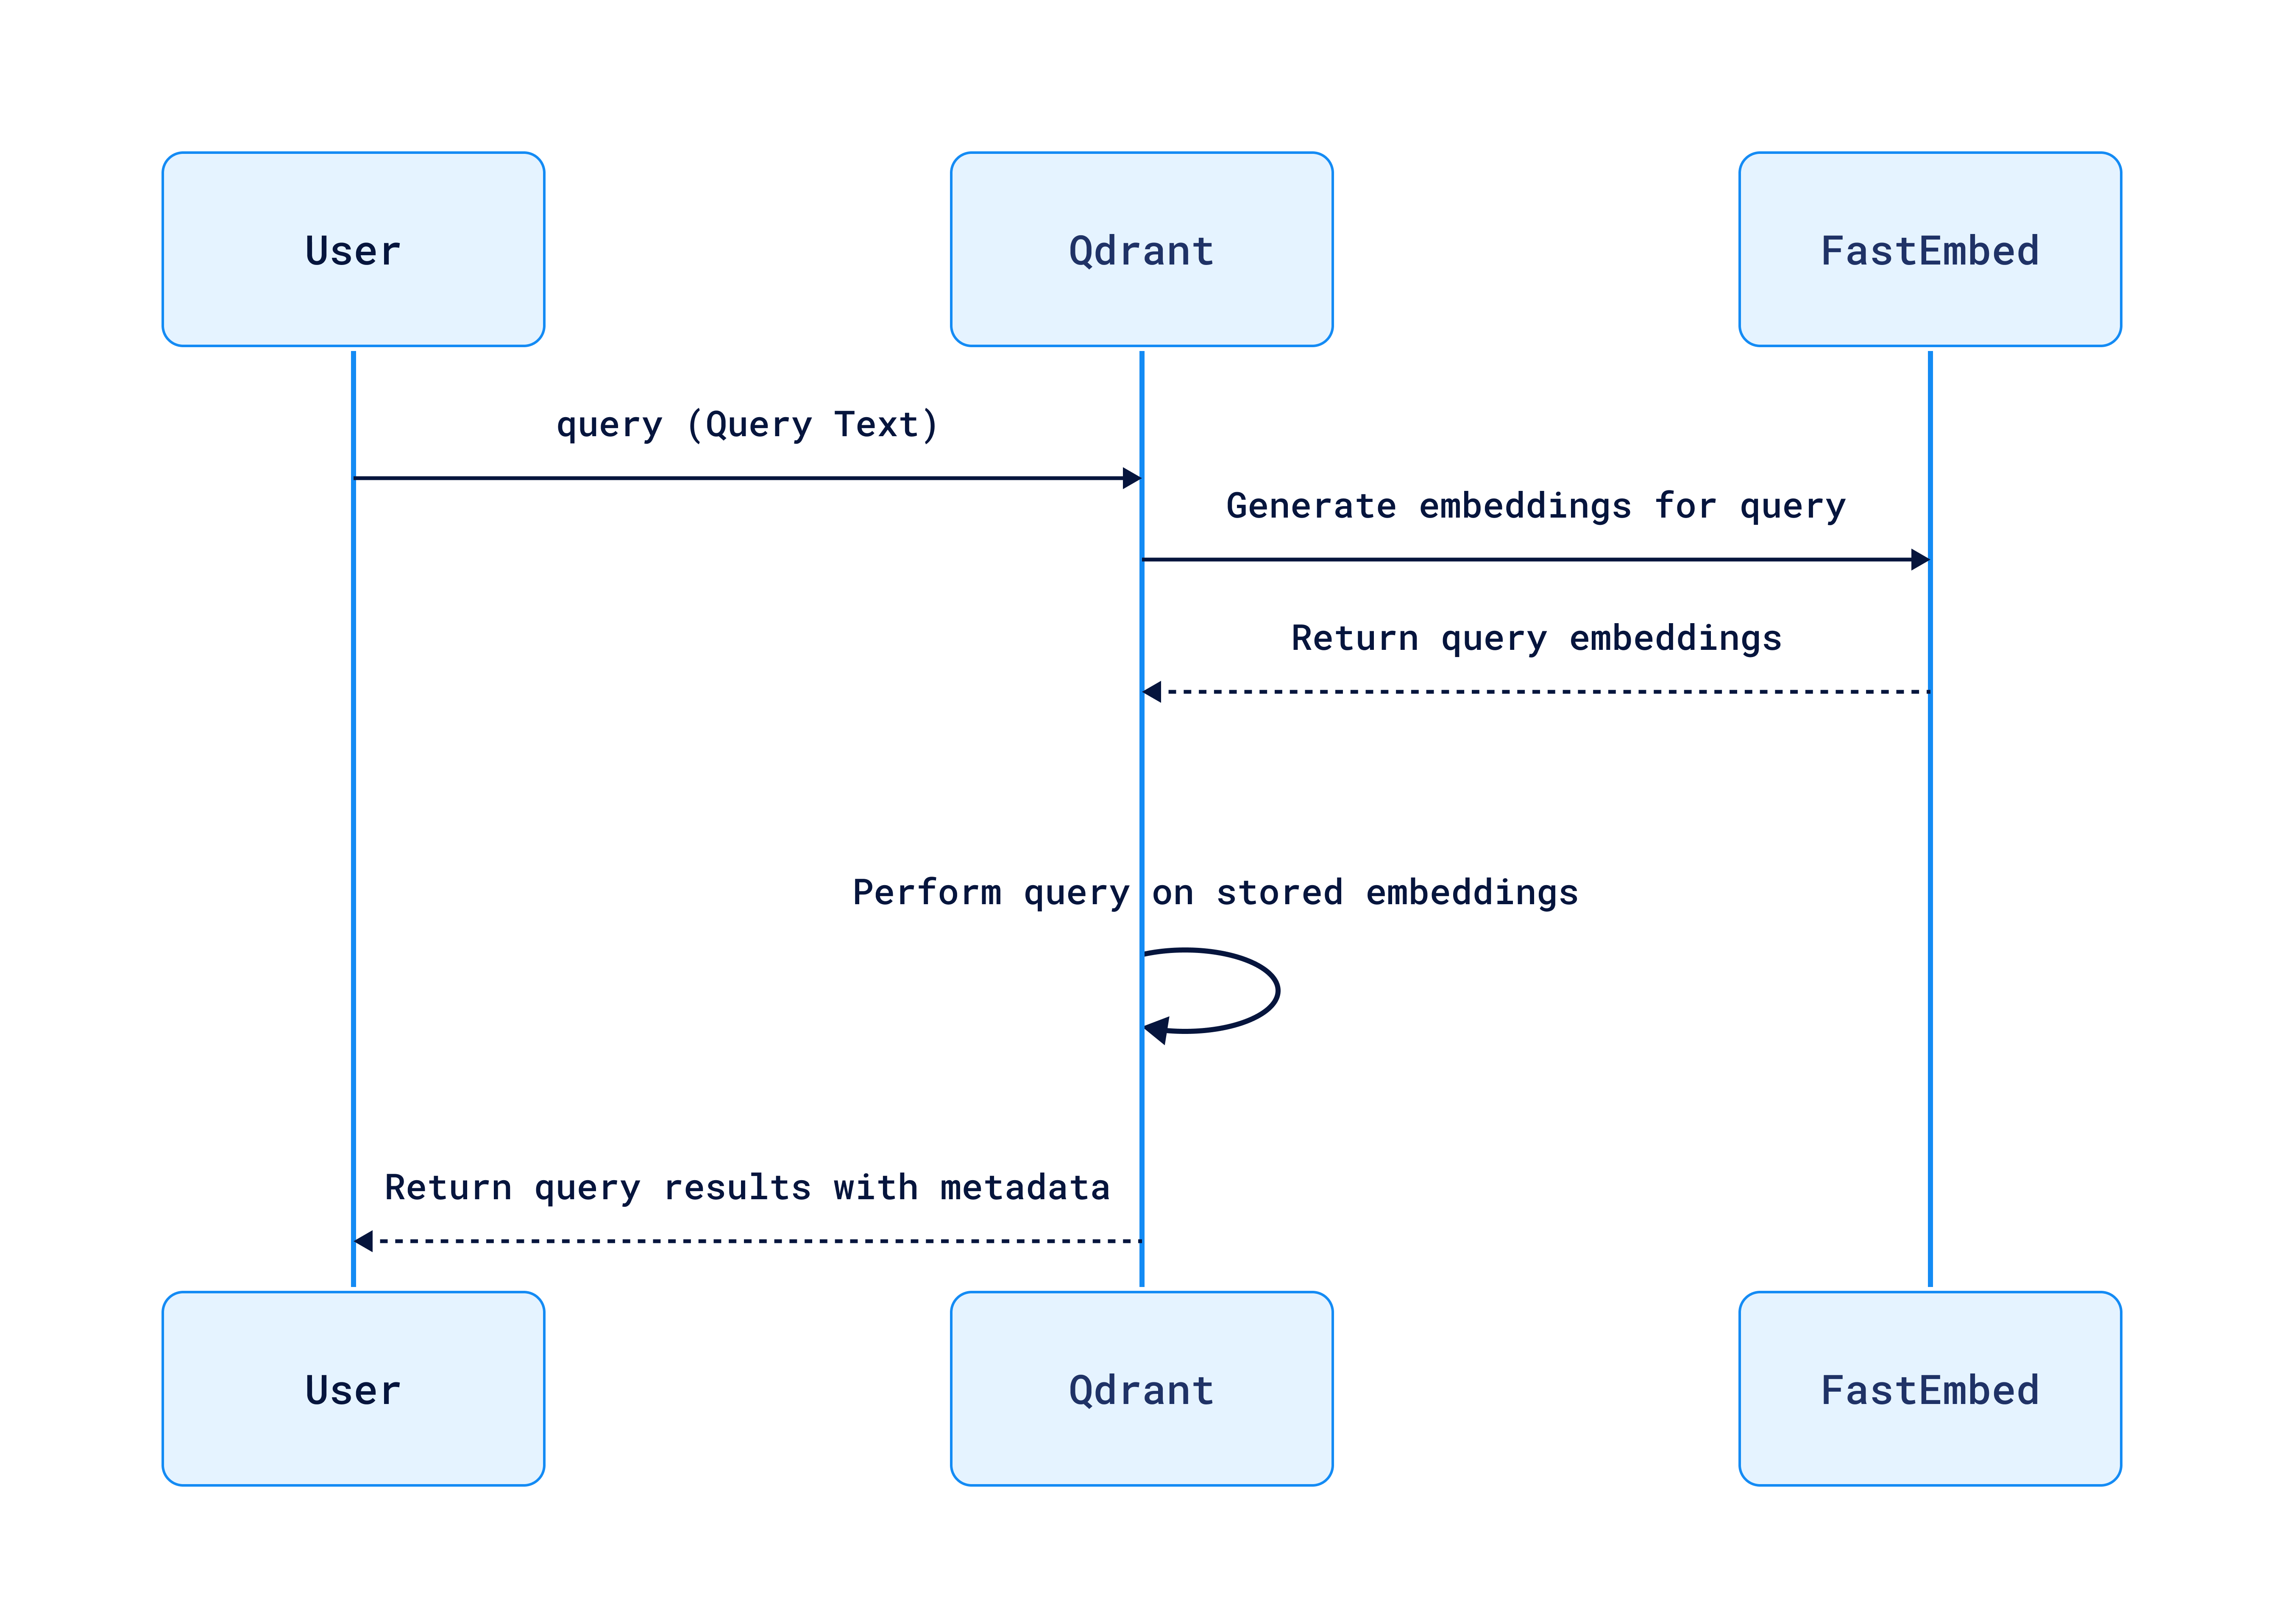 User
Qdrant
FastEmbed
query (Query Text)
Generate embeddings for query
Return query embeddings
Perform query on stored embeddings
Return query results with metadata
User
Qdrant
FastEmbed